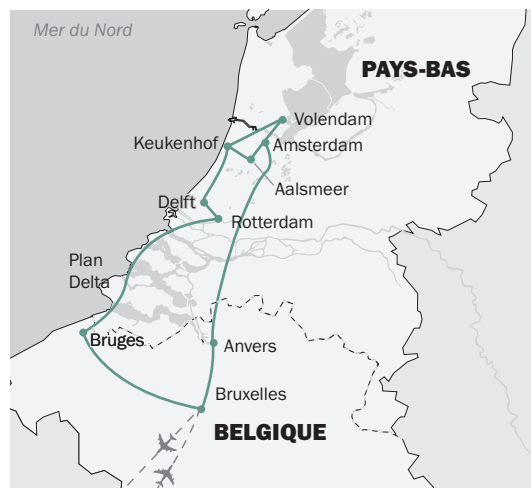 Mer du Nord
PAYS-BAS
Volendam
Keukenhof
Amsterdam
Aalsmeer
Delft
Rotterdam
Plan
Delta
Bruges
Anvers
Bruxelles
BELGIQUE